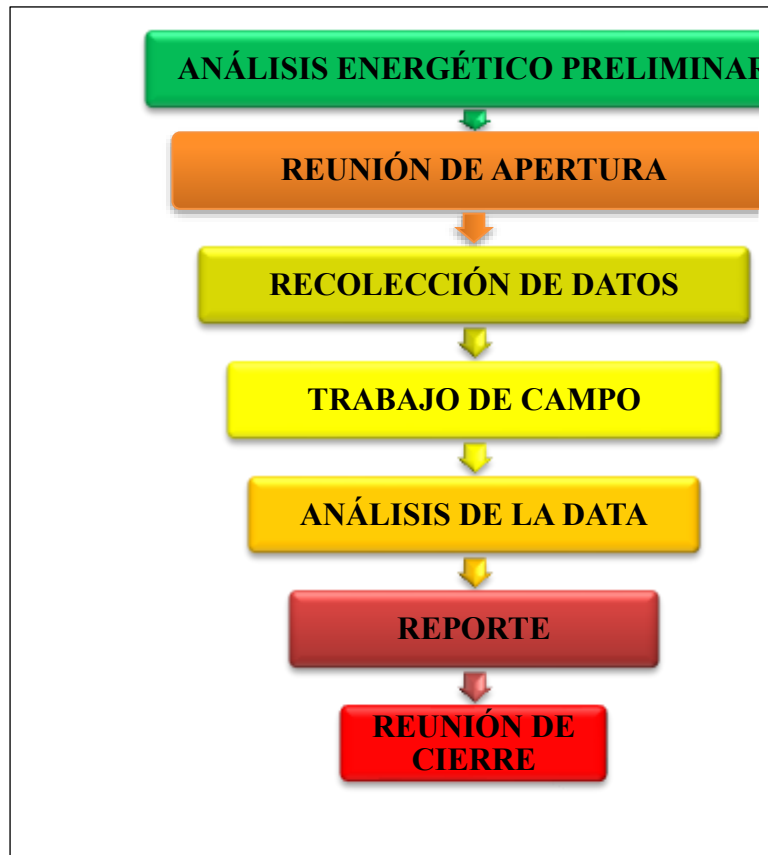 ANÁLISIS ENERGÉTICO PRELIMINAR
REUNIÓN DE APERTURA
RECOLECCIÓN DE DATOS
TRABAJO DE CAMPO
ANÁLISIS DE LA DATA
REPORTE
REUNIÓN DE
CIERRE